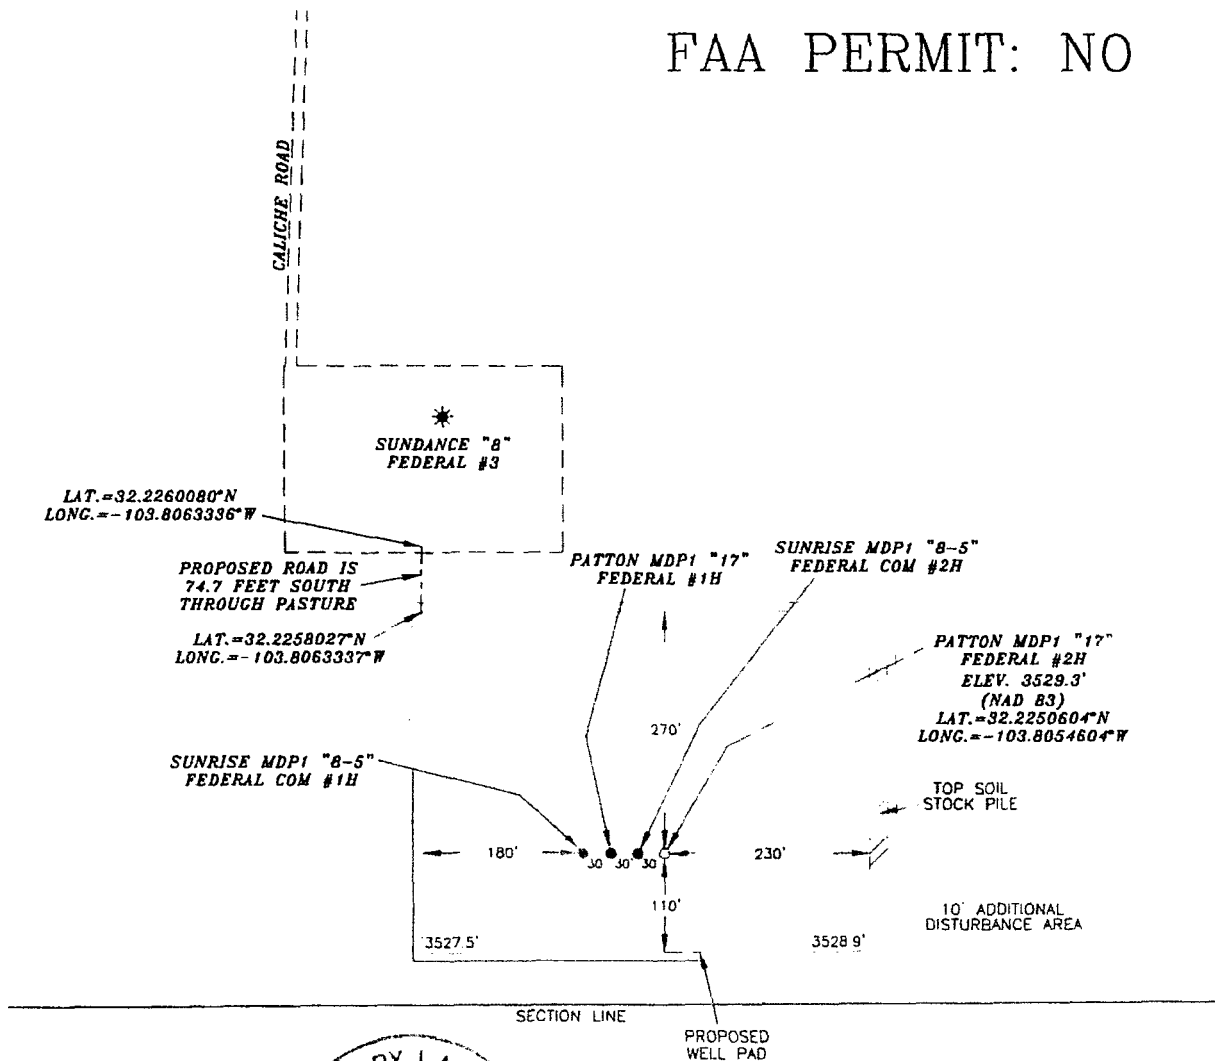 FAA PERMIT: NO
CALICHE ROAD
SUNDANCE "8"
FEDERAL #3
LAT.=32.2260080°N
LONG.=-103.8063336°W
PROPOSED ROAD IS
74.7 FEET SOUTH
THROUGH PASTURE
LAT.=32.2258027°N
LONG.=-103.8063337°W
PATTON MDP1 "17"
FEDERAL #1H
SUNRISE MDP1 "8-5"
FEDERAL COM #2H
PATTON MDP1 "17"
FEDERAL #2H
ELEV. 3529.3'
(NAD 83)
LAT.=32.2250604°N
LONG.=-103.8054604°W
270'
SUNRISE MDP1 "8-5"
FEDERAL COM #1H
TOP SOIL
STOCK PILE
180'
30'
30'
30
230'
110'
10' ADDITIONAL
DISTURBANCE AREA
3527.5'
3528.9'
SECTION LINE
PROPOSED
WELL PAD